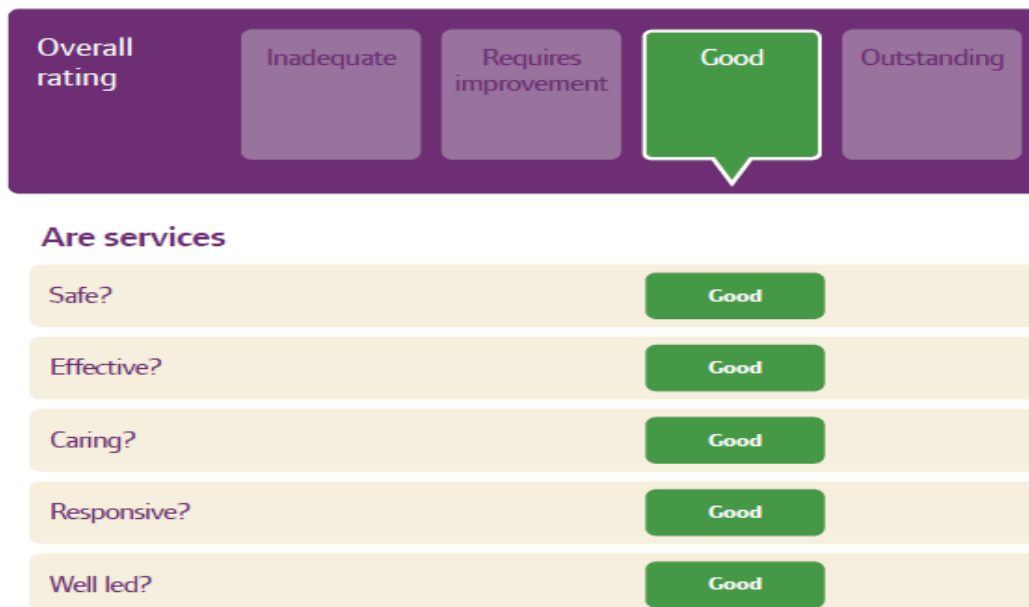 Overall
rating
Inadequate
Requires
improvement
Good
Outstanding
Are services
Safe? Good
Effective? Good
Caring? Good
Responsive? Good
Well led? Good